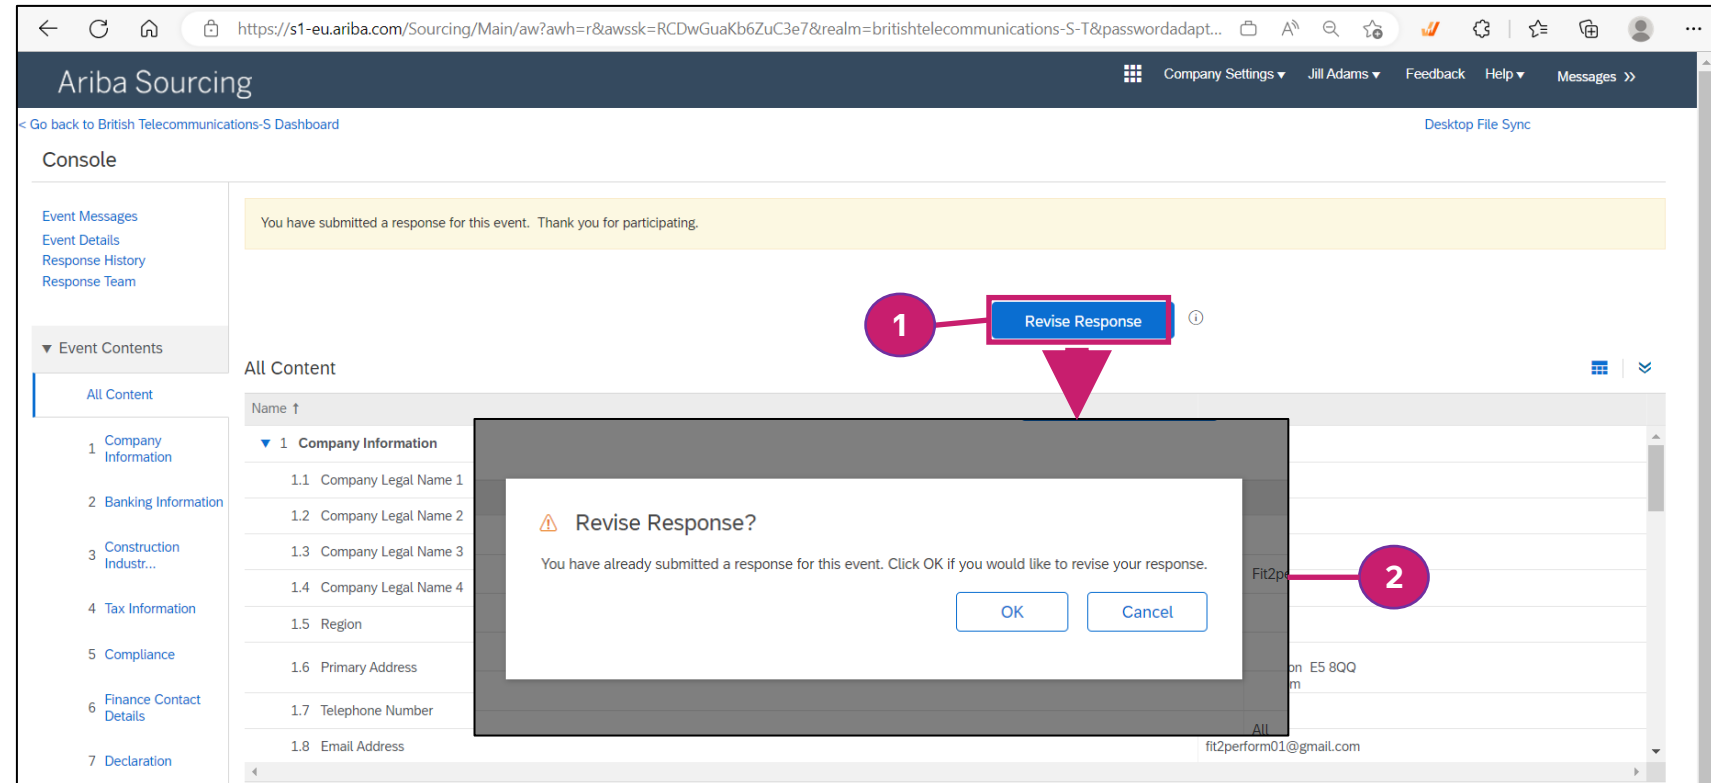 https://s1-eu.ariba.com/Sourcing/Main/aw?awh=r&awssk=RCDwGuaKb6ZuC3e7&realm=britishtelecommunications-S-T&passwordadapt...
Ariba Sourcing
Company Settings ▾ Jill Adams ▾ Feedback Help ▾ Messages »
< Go back to British Telecommunications-S Dashboard
Desktop File Sync
Console
Event Messages
Event Details
Response History
Response Team
You have submitted a response for this event. Thank you for participating.
1
Revise Response
▼ Event Contents
All Content
1 Company
Information
2 Banking Information
3 Construction
Industr...
4 Tax Information
5 Compliance
6 Finance Contact
Details
7 Declaration
All Content
Name ↑
▼ 1 Company Information
1.1 Company Legal Name 1
1.2 Company Legal Name 2
1.3 Company Legal Name 3
1.4 Company Legal Name 4
1.5 Region
1.6 Primary Address
1.7 Telephone Number
1.8 Email Address
Revise Response?
You have already submitted a response for this event. Click OK if you would like to revise your response.
OK Cancel
2
E5 8QQ
All
fit2perform01@gmail.com